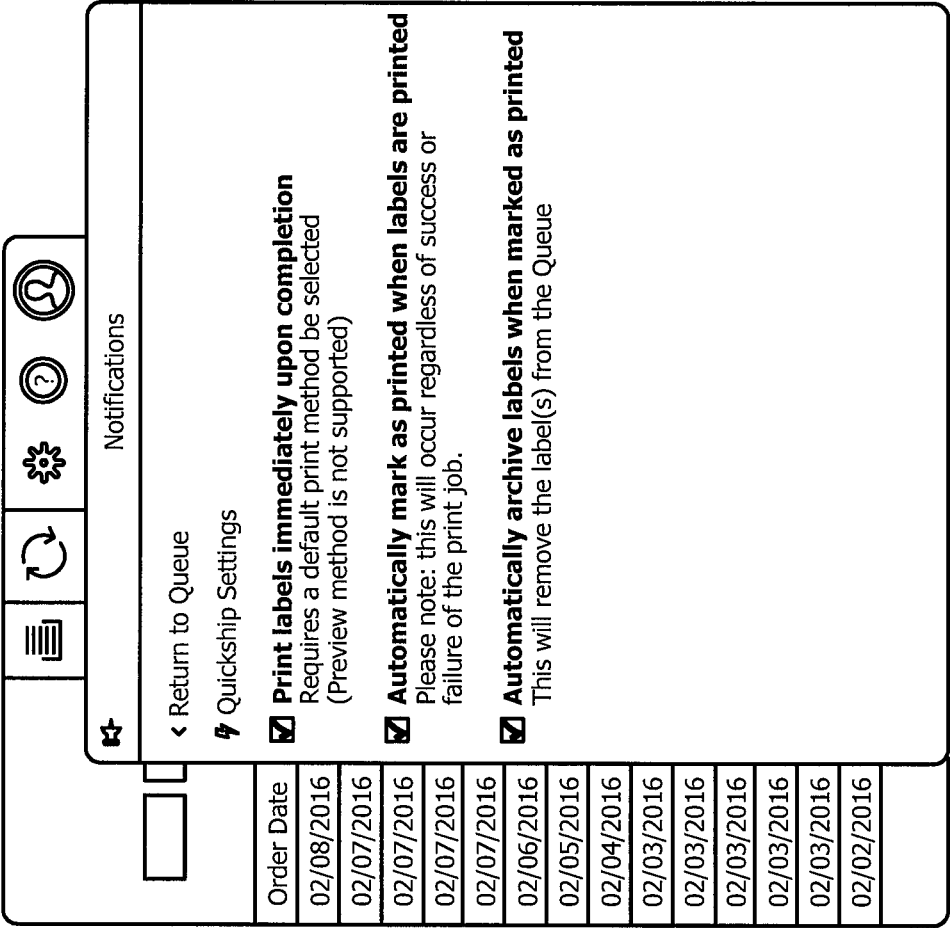 Notifications
Return to Queue
Quickship Settings
Print labels immediately upon completion
Requires a default print method be selected
(Preview method is not supported)
Automatically mark as printed when labels are printed
Please note: this will occur regardless of success or
failure of the print job.
Automatically archive labels when marked as printed
This will remove the label(s) from the Queue
Order Date
02/08/2016
02/07/2016
02/07/2016
02/07/2016
02/07/2016
02/06/2016
02/05/2016
02/04/2016
02/03/2016
02/03/2016
02/03/2016
02/03/2016
02/03/2016
02/02/2016